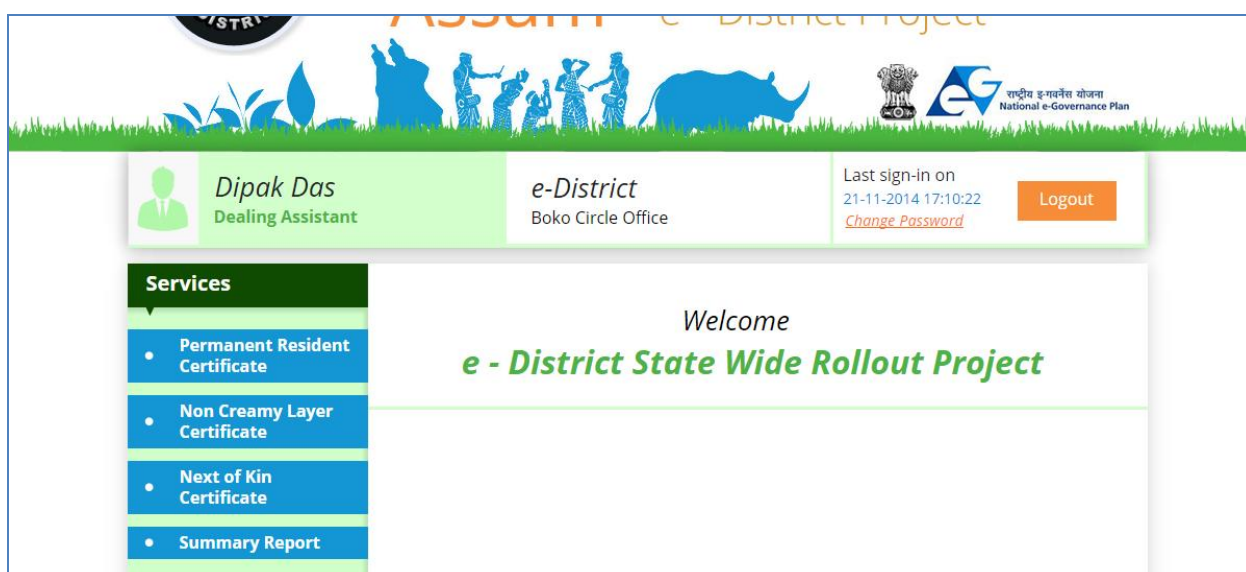 DISTRIC
Assam e - District Project
राष्ट्रीय इ-गवर्नेंस योजना
National e-Governance Plan
Dipak Das
Dealing Assistant
e-District
Boko Circle Office
Last sign-in on
21-11-2014 17:10:22
Change Password
Logout
Services
Permanent Resident
Certificate
Non Creamy Layer
Certificate
Next of Kin
Certificate
Summary Report
Welcome
e - District State Wide Rollout Project